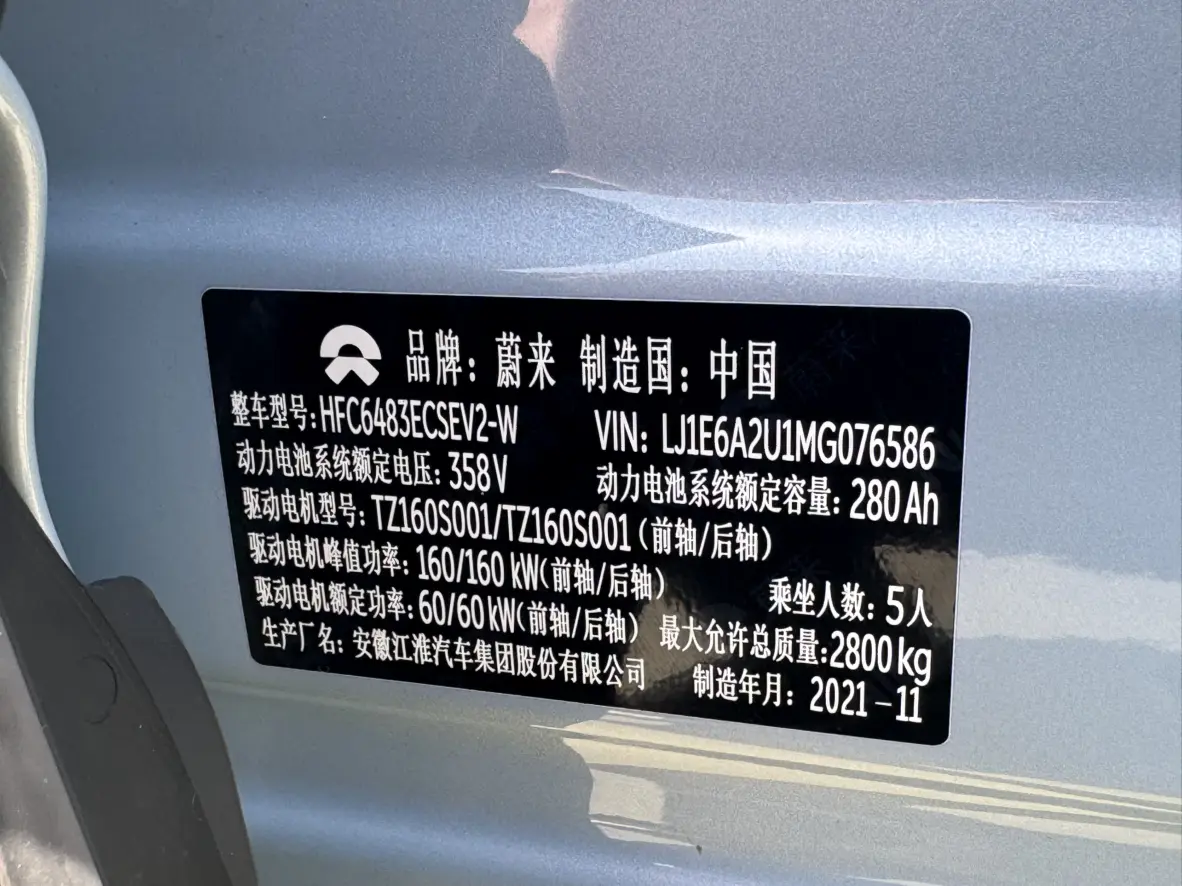 品牌：蔚来 制造国：中国
整车型号：HFC6483ECSEV2-W VIN：LJ1E6A2U1MG076586
动力电池系统额定电压：358V 动力电池系统额定容量：280Ah
驱动电机型号：TZ160S001/TZ160S001（前轴/后轴）
驱动电机峰值功率：160/160 kW（前轴/后轴） 乘坐人数：5人
驱动电机额定功率：60/60kW（前轴/后轴） 最大允许总质量：2800kg
生产厂名：安徽江淮汽车集团股份有限公司 制造年月：2021-11